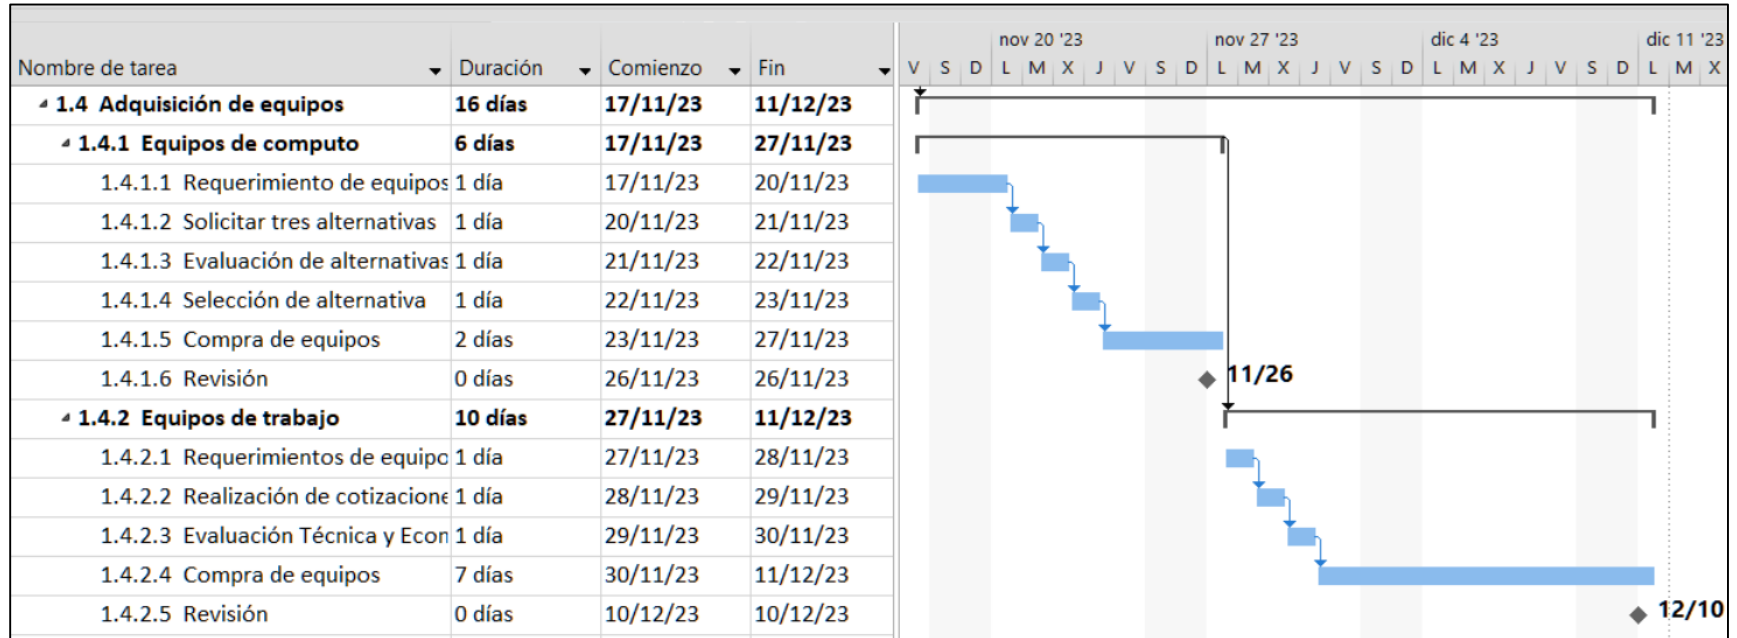 nov 20 '23 nov 27 '23 dic 4 '23 dic 11 '23
Nombre de tarea Duración Comienzo Fin V S D L M X J V S D L M X J V S D L M X J V S D L M X
1.4 Adquisición de equipos 16 días 17/11/23 11/12/23
1.4.1 Equipos de computo 6 días 17/11/23 27/11/23
1.4.1.1 Requerimiento de equipos 1 día 17/11/23 20/11/23
1.4.1.2 Solicitar tres alternativas 1 día 20/11/23 21/11/23
1.4.1.3 Evaluación de alternativas 1 día 21/11/23 22/11/23
1.4.1.4 Selección de alternativa 1 día 22/11/23 23/11/23
1.4.1.5 Compra de equipos 2 días 23/11/23 27/11/23
1.4.1.6 Revisión 0 días 26/11/23 26/11/23 11/26
1.4.2 Equipos de trabajo 10 días 27/11/23 11/12/23
1.4.2.1 Requerimientos de equipo 1 día 27/11/23 28/11/23
1.4.2.2 Realización de cotizacione 1 día 28/11/23 29/11/23
1.4.2.3 Evaluación Técnica y Econ 1 día 29/11/23 30/11/23
1.4.2.4 Compra de equipos 7 días 30/11/23 11/12/23
1.4.2.5 Revisión 0 días 10/12/23 10/12/23 12/10